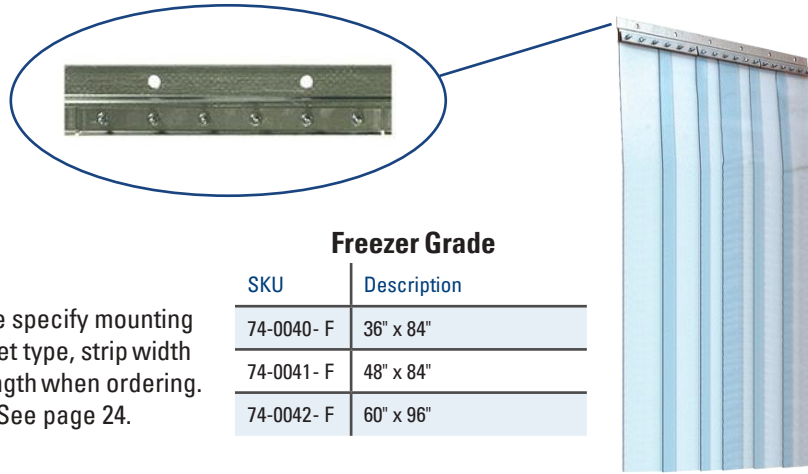 Freezer Grade
SKU Description
74-0040- F 36" x 84"
74-0041- F 48" x 84"
74-0042- F 60" x 96"
specify mounting
type, strip width
when ordering.
See page 24.